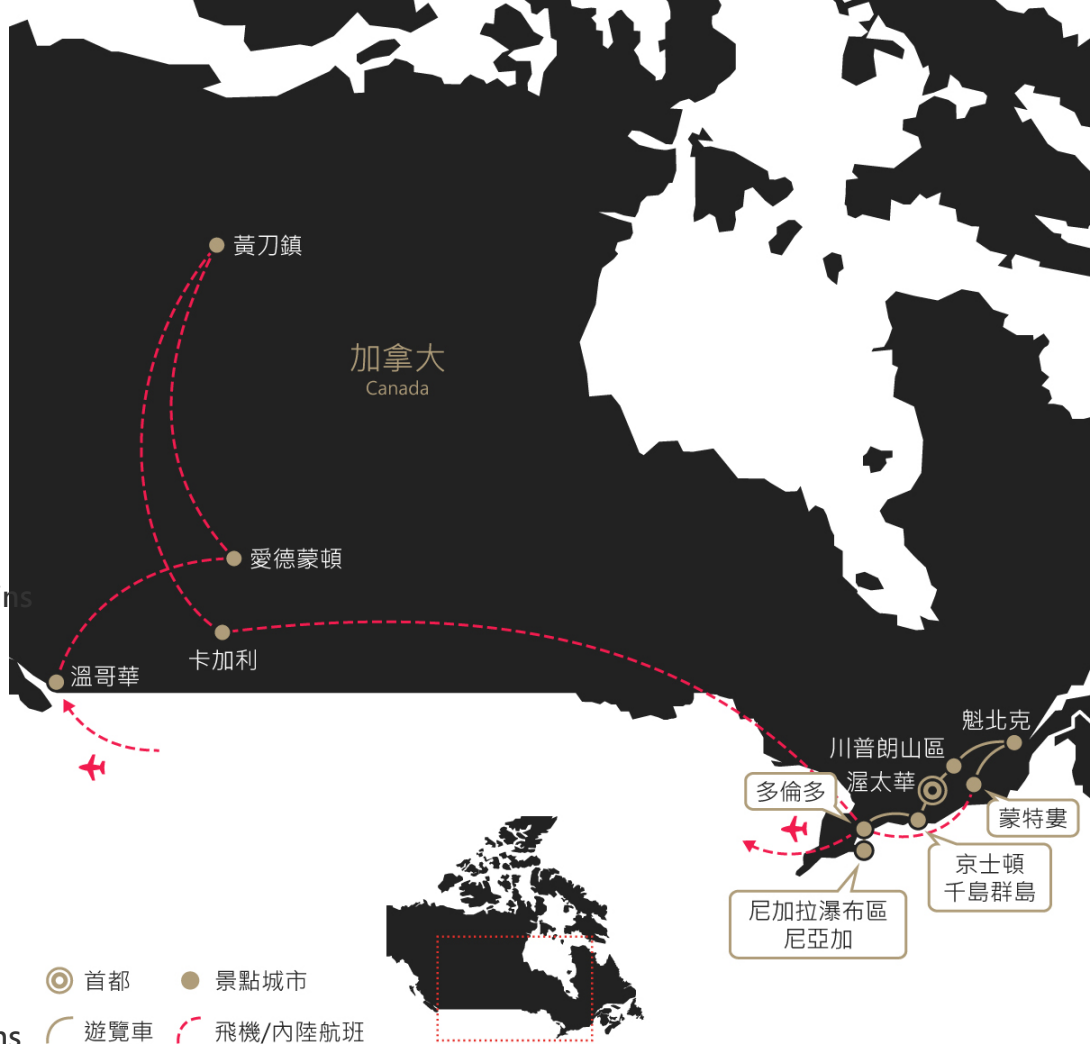 黃刀鎮
加拿大
Canada
愛德蒙頓
ns
卡加利
溫哥華
魁北克
川普朗山區
渥太華
多倫多
蒙特婁
京士頓
千島群島
尼加拉瀑布區
尼亞加
首都
景點城市
ns
遊覽車
飛機/內陸航班